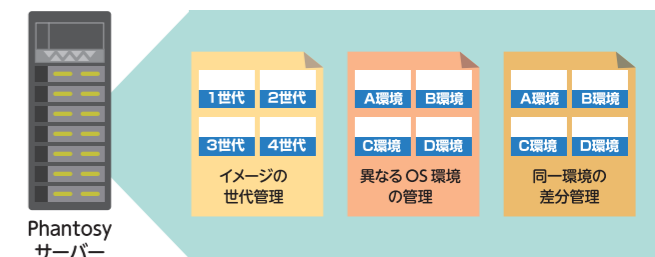 1世代 2世代
3世代 4世代
イメージの
世代管理
A環境 B環境
C環境 D環境
異なるOS環境
の管理
A環境 B環境
C環境 D環境
同一環境の
差分管理
Phantosy
サーバー